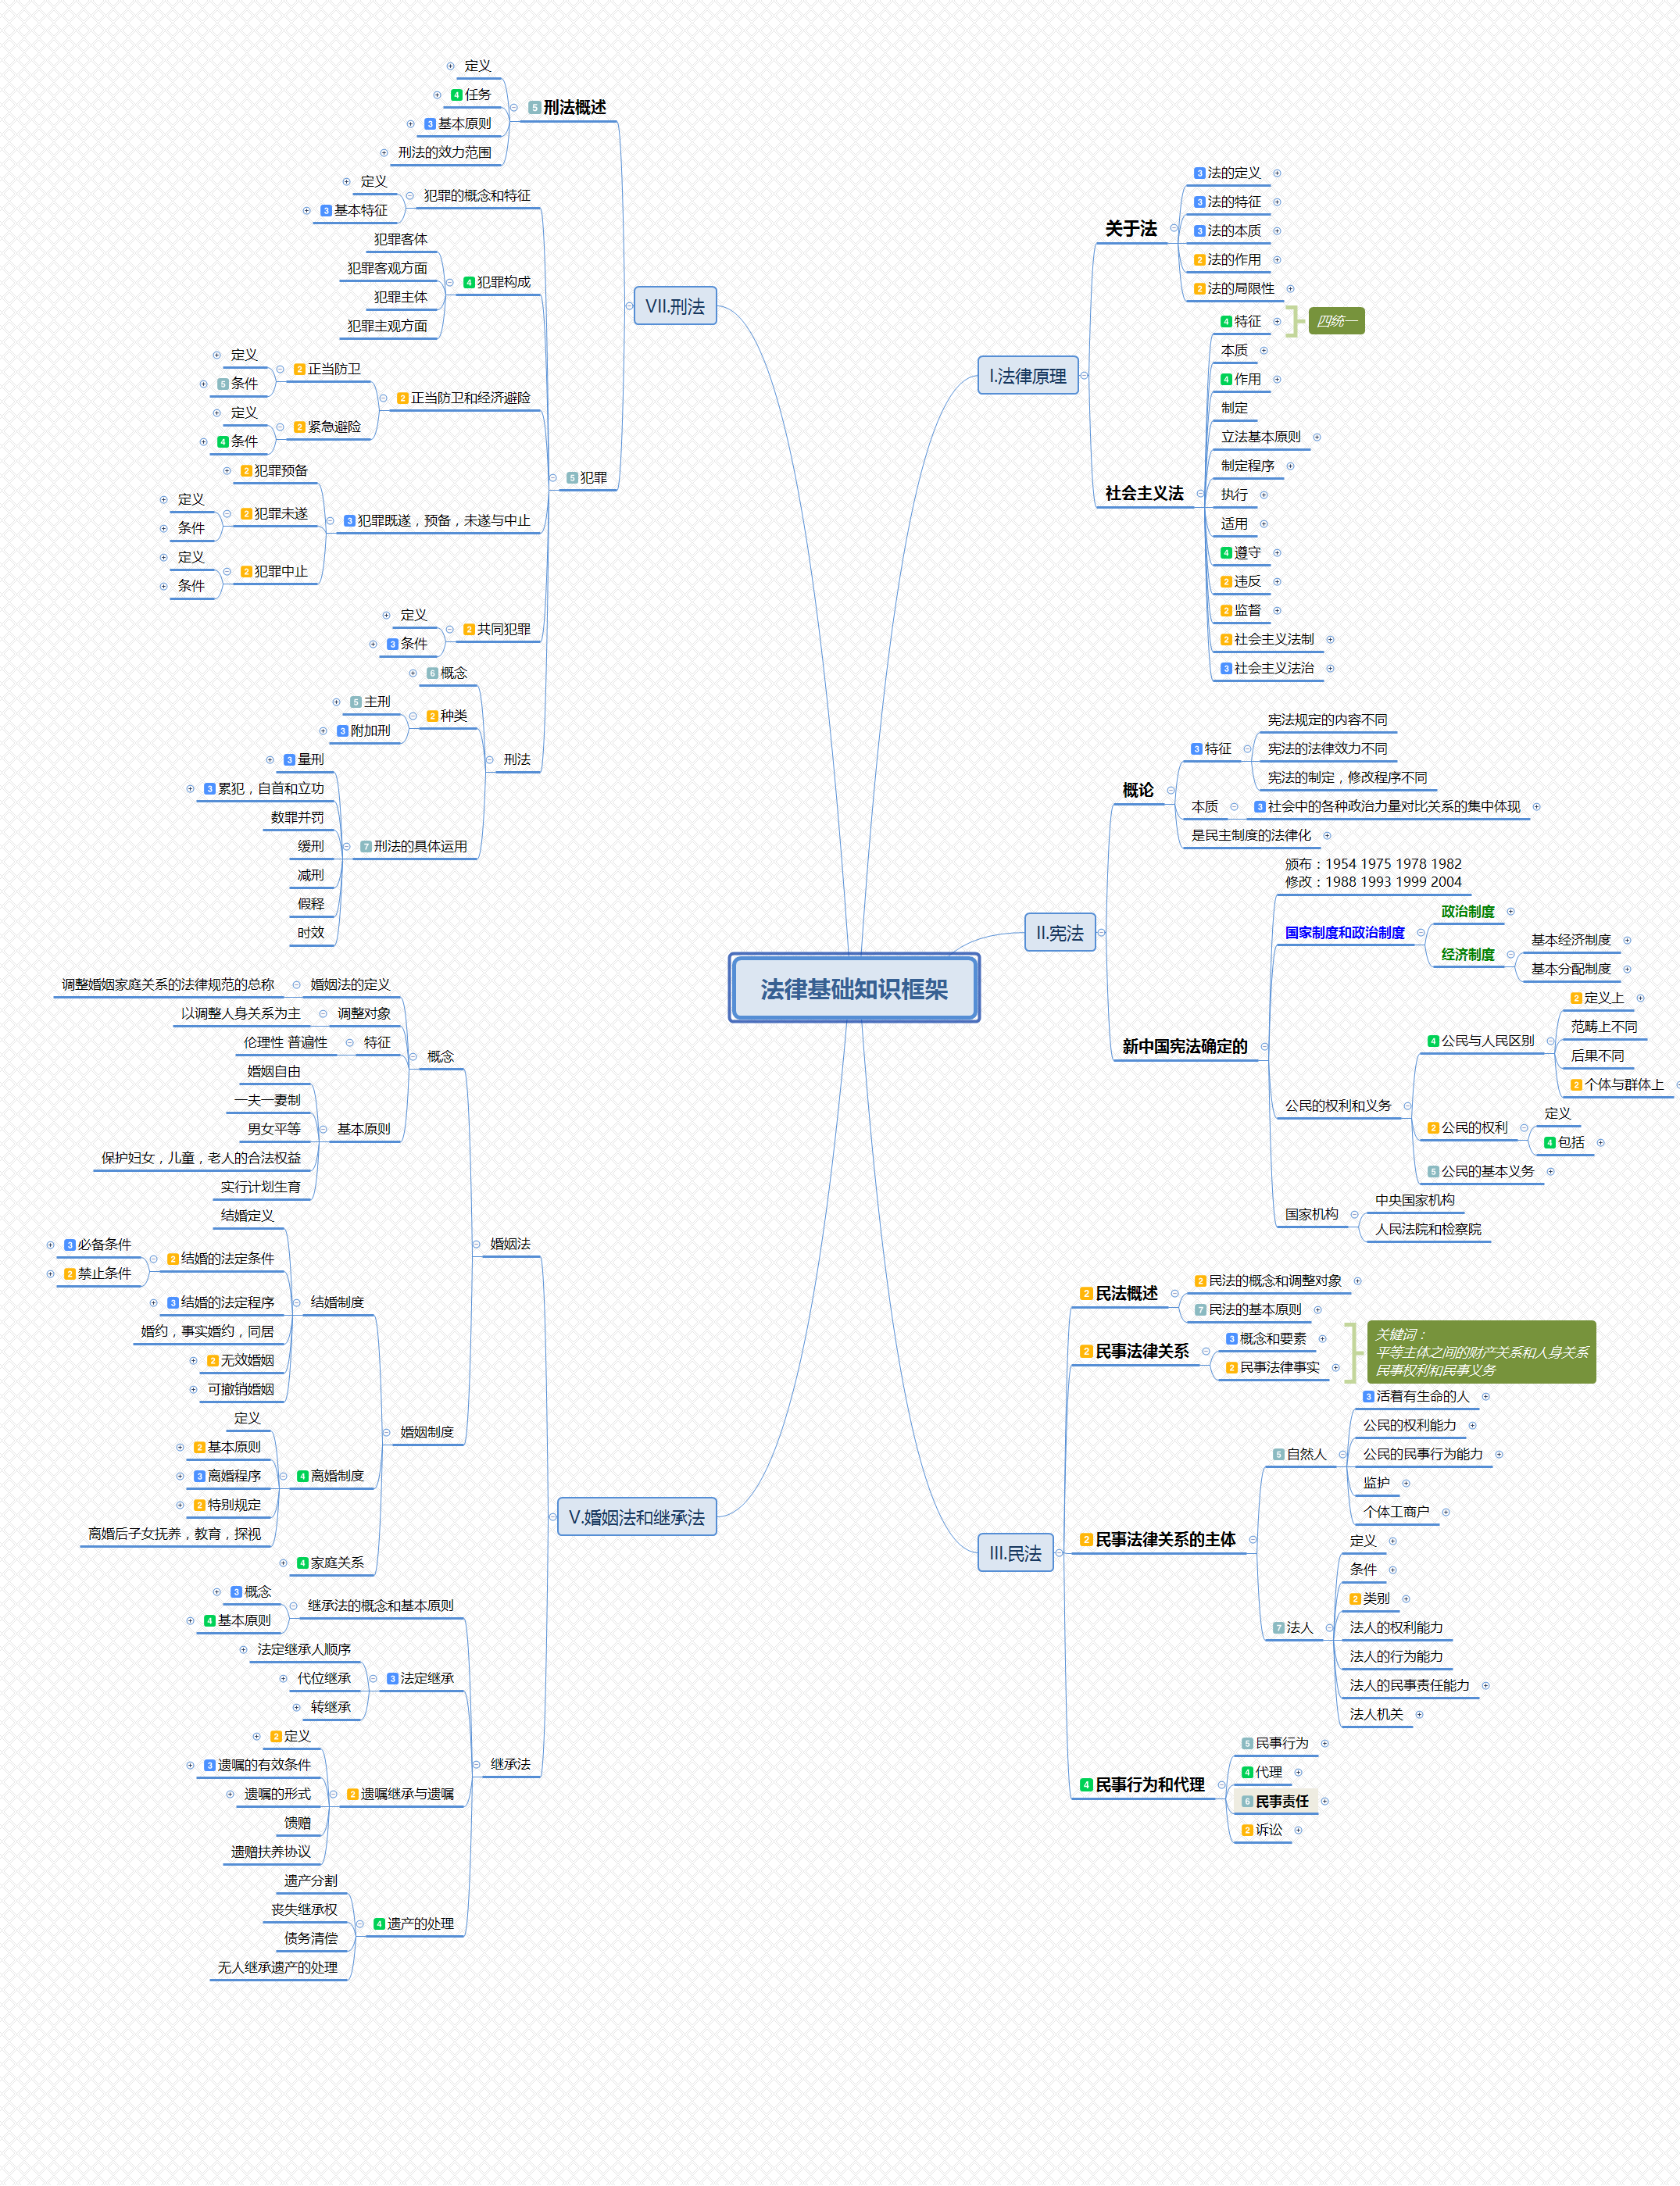 法律基础知识框架
I.法律原理
关于法
3 法的定义
3 法的特征
3 法的本质
2 法的作用
2 法的局限性
社会主义法
4 特征
四统一
本质
4 作用
制定
立法基本原则
制定程序
执行
适用
4 遵守
2 违反
2 监督
2 社会主义法制
3 社会主义法治
II.宪法
概论
3 特征
宪法规定的内容不同
宪法的法律效力不同
宪法的制定，修改程序不同
本质
3 社会中的各种政治力量对比关系的集中体现
是民主制度的法律化
新中国宪法确定的
颁布：1954 1975 1978 1982
修改：1988 1993 1999 2004
国家制度和政治制度
政治制度
经济制度
基本经济制度
基本分配制度
公民的权利和义务
4 公民与人民区别
2 定义上
范畴上不同
后果不同
2 个体与群体上
2 公民的权利
定义
4 包括
5 公民的基本义务
国家机构
中央国家机构
人民法院和检察院
III.民法
2 民法概述
2 民法的概念和调整对象
7 民法的基本原则
2 民事法律关系
3 概念和要素
2 民事法律事实
关键词：
平等主体之间的财产关系和人身关系
民事权利和民事义务
2 民事法律关系的主体
5 自然人
3 活着有生命的人
公民的权利能力
公民的民事行为能力
监护
个体工商户
7 法人
定义
条件
2 类别
法人的权利能力
法人的行为能力
法人的民事责任能力
法人机关
4 民事行为和代理
5 民事行为
4 代理
6 民事责任
2 诉讼
VII.刑法
5 刑法概述
定义
4 任务
3 基本原则
刑法的效力范围
5 犯罪
犯罪的概念和特征
定义
3 基本特征
4 犯罪构成
犯罪客体
犯罪客观方面
犯罪主体
犯罪主观方面
2 正当防卫和经济避险
2 正当防卫
定义
5 条件
2 紧急避险
定义
4 条件
3 犯罪既遂，预备，未遂与中止
2 犯罪预备
2 犯罪未遂
定义
条件
2 犯罪中止
定义
条件
2 共同犯罪
定义
3 条件
刑法
6 概念
2 种类
5 主刑
3 附加刑
7 刑法的具体运用
3 量刑
3 累犯，自首和立功
数罪并罚
缓刑
减刑
假释
时效
V.婚姻法和继承法
婚姻法
概念
婚姻法的定义
调整婚姻家庭关系的法律规范的总称
调整对象
以调整人身关系为主
特征
伦理性 普遍性
基本原则
婚姻自由
一夫一妻制
男女平等
保护妇女，儿童，老人的合法权益
实行计划生育
婚姻制度
结婚制度
结婚定义
2 结婚的法定条件
3 必备条件
2 禁止条件
3 结婚的法定程序
婚约，事实婚约，同居
2 无效婚姻
可撤销婚姻
4 离婚制度
定义
2 基本原则
3 离婚程序
2 特别规定
离婚后子女抚养，教育，探视
4 家庭关系
继承法
继承法的概念和基本原则
3 概念
4 基本原则
3 法定继承
法定继承人顺序
代位继承
转继承
2 遗嘱继承与遗嘱
2 定义
3 遗嘱的有效条件
遗嘱的形式
馈赠
遗赠扶养协议
4 遗产的处理
遗产分割
丧失继承权
债务清偿
无人继承遗产的处理